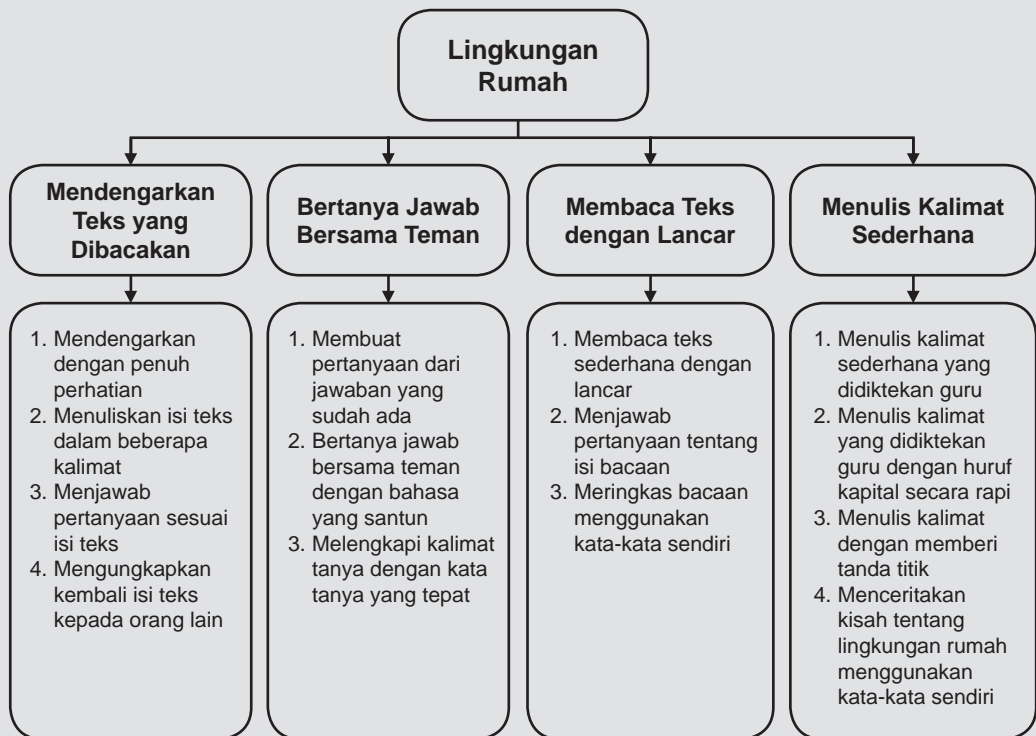 Lingkungan
Rumah
Mendengarkan
Teks yang
Dibacakan
Bertanya Jawab
Bersama Teman
Membaca Teks
dengan Lancar
Menulis Kalimat
Sederhana
1. Mendengarkan
dengan penuh
perhatian
2. Menuliskan isi teks
dalam beberapa
kalimat
3. Menjawab
pertanyaan sesuai
isi teks
4. Mengungkapkan
kembali isi teks
kepada orang lain
1. Membuat
pertanyaan dari
jawaban yang
sudah ada
2. Bertanya jawab
bersama teman
dengan bahasa
yang santun
3. Melengkapi kalimat
tanya dengan kata
tanya yang tepat
1. Membaca teks
sederhana dengan
lancar
2. Menjawab
pertanyaan tentang
isi bacaan
3. Meringkas bacaan
menggunakan
kata-kata sendiri
1. Menulis kalimat
sederhana yang
didiktekan guru
2. Menulis kalimat
yang didiktekan
guru dengan huruf
kapital secara rapi
3. Menulis kalimat
dengan memberi
tanda titik
4. Menceritakan
kisah tentang
lingkungan rumah
menggunakan
kata-kata sendiri